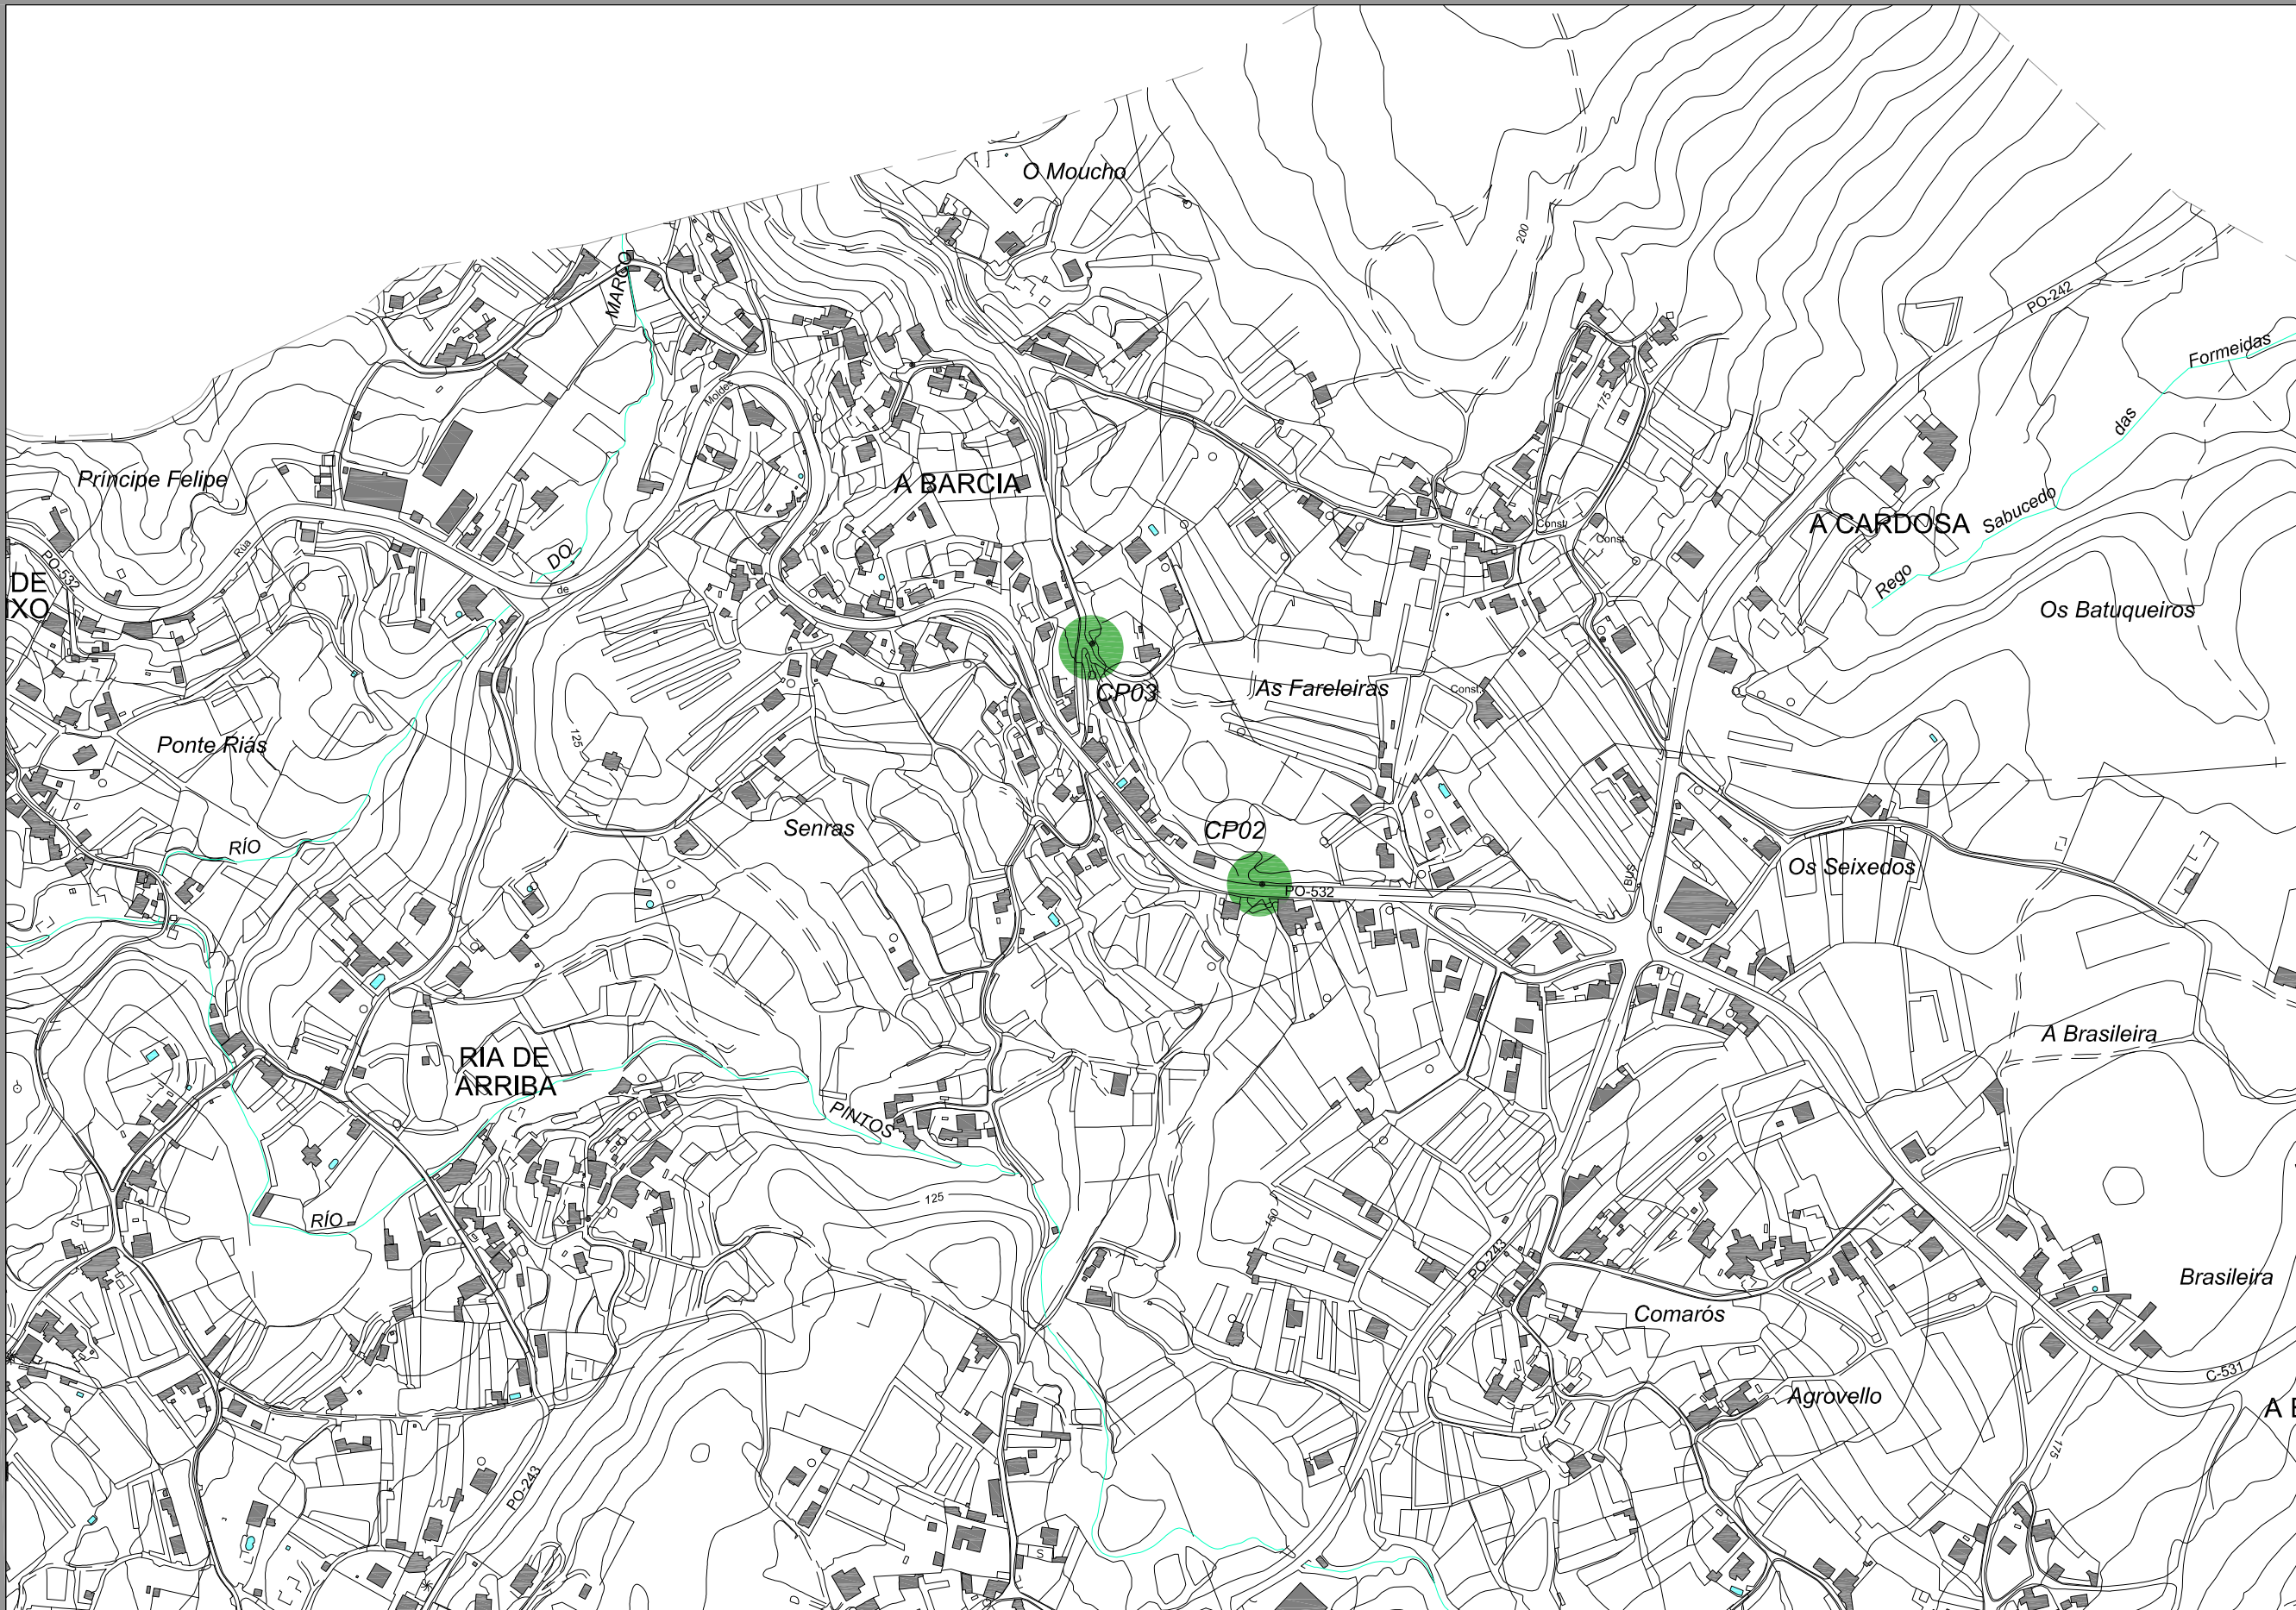 O Moucho
200
MARCO
PO-242
Formeidas
das
Moldes
175
Príncipe Felipe
A BARCIA
Sabucedo
A CARDOSA
Const.
Const.
Rúa
PO-532
DO
de
DE
IXO
Rego
Os Batuqueiros
CP03
As Fareleiras
Const.
125
Ponte Riás
Senras
CP02
RÍO
Os Seixedos
BUS
PO-532
A Brasileira
RIA DE
ARRIBA
PINTOS
125
RÍO
150
PO-243
Brasileira
Comarós
C-531
Agrovello
A E
175
PO-243
S